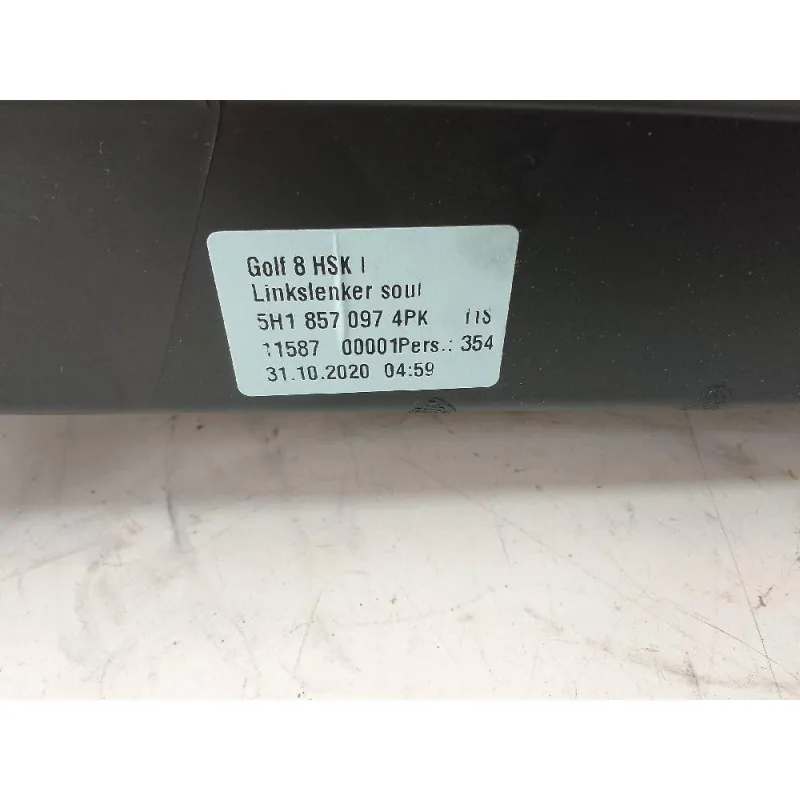 Golf 8 HSK
Linkslenker soul
5H1 857 097 4PK
11587 00001Pers.: 354
31.10.2020 04:59